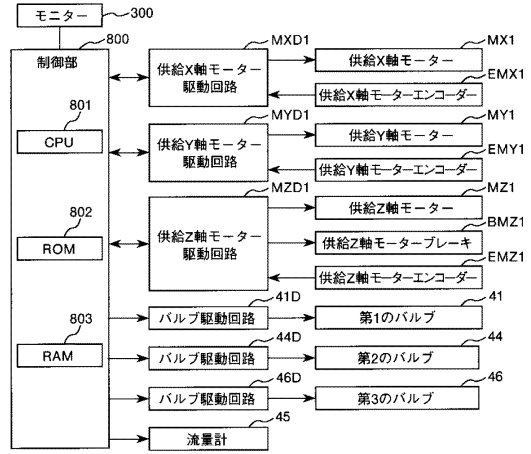 モニター
300
800
制御部
801
CPU
802
ROM
803
RAM
MXD1
供給X軸モーター
駆動回路
MX1
供給X軸モーター
EMX1
供給X軸モーターエンコーダー
MYD1
供給Y軸モーター
駆動回路
MY1
供給Y軸モーター
EMY1
供給Y軸モーターエンコーダー
MZD1
供給Z軸モーター
駆動回路
MZ1
供給Z軸モーター
BMZ1
供給Z軸モーターブレーキ
EMZ1
供給Z軸モーターエンコーダー
41D
バルブ駆動回路
41
第1のバルブ
44D
バルブ駆動回路
44
第2のバルブ
46D
バルブ駆動回路
46
第3のバルブ
45
流量計